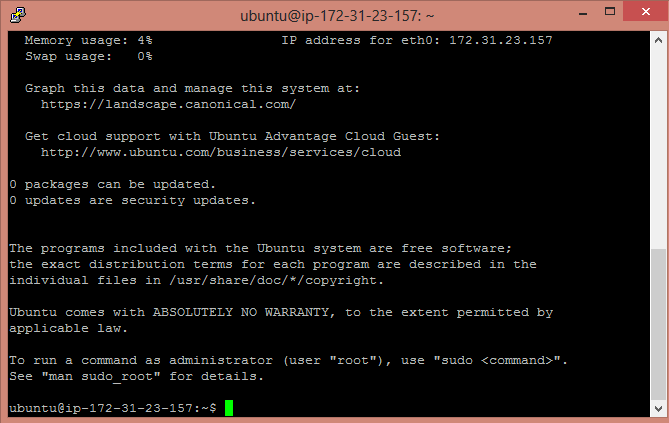 ubuntu@ip-172-31-23-157: ~
Memory usage: 4%                IP address for eth0: 172.31.23.157
Swap usage:   0%
Graph this data and manage this system at:
https://landscape.canonical.com/
Get cloud support with Ubuntu Advantage Cloud Guest:
http://www.ubuntu.com/business/services/cloud
0 packages can be updated.
0 updates are security updates.
The programs included with the Ubuntu system are free software;
the exact distribution terms for each program are described in the
individual files in /usr/share/doc/*/copyright.
Ubuntu comes with ABSOLUTELY NO WARRANTY, to the extent permitted by
applicable law.
To run a command as administrator (user "root"), use "sudo <command>".
See "man sudo_root" for details.
ubuntu@ip-172-31-23-157:~$